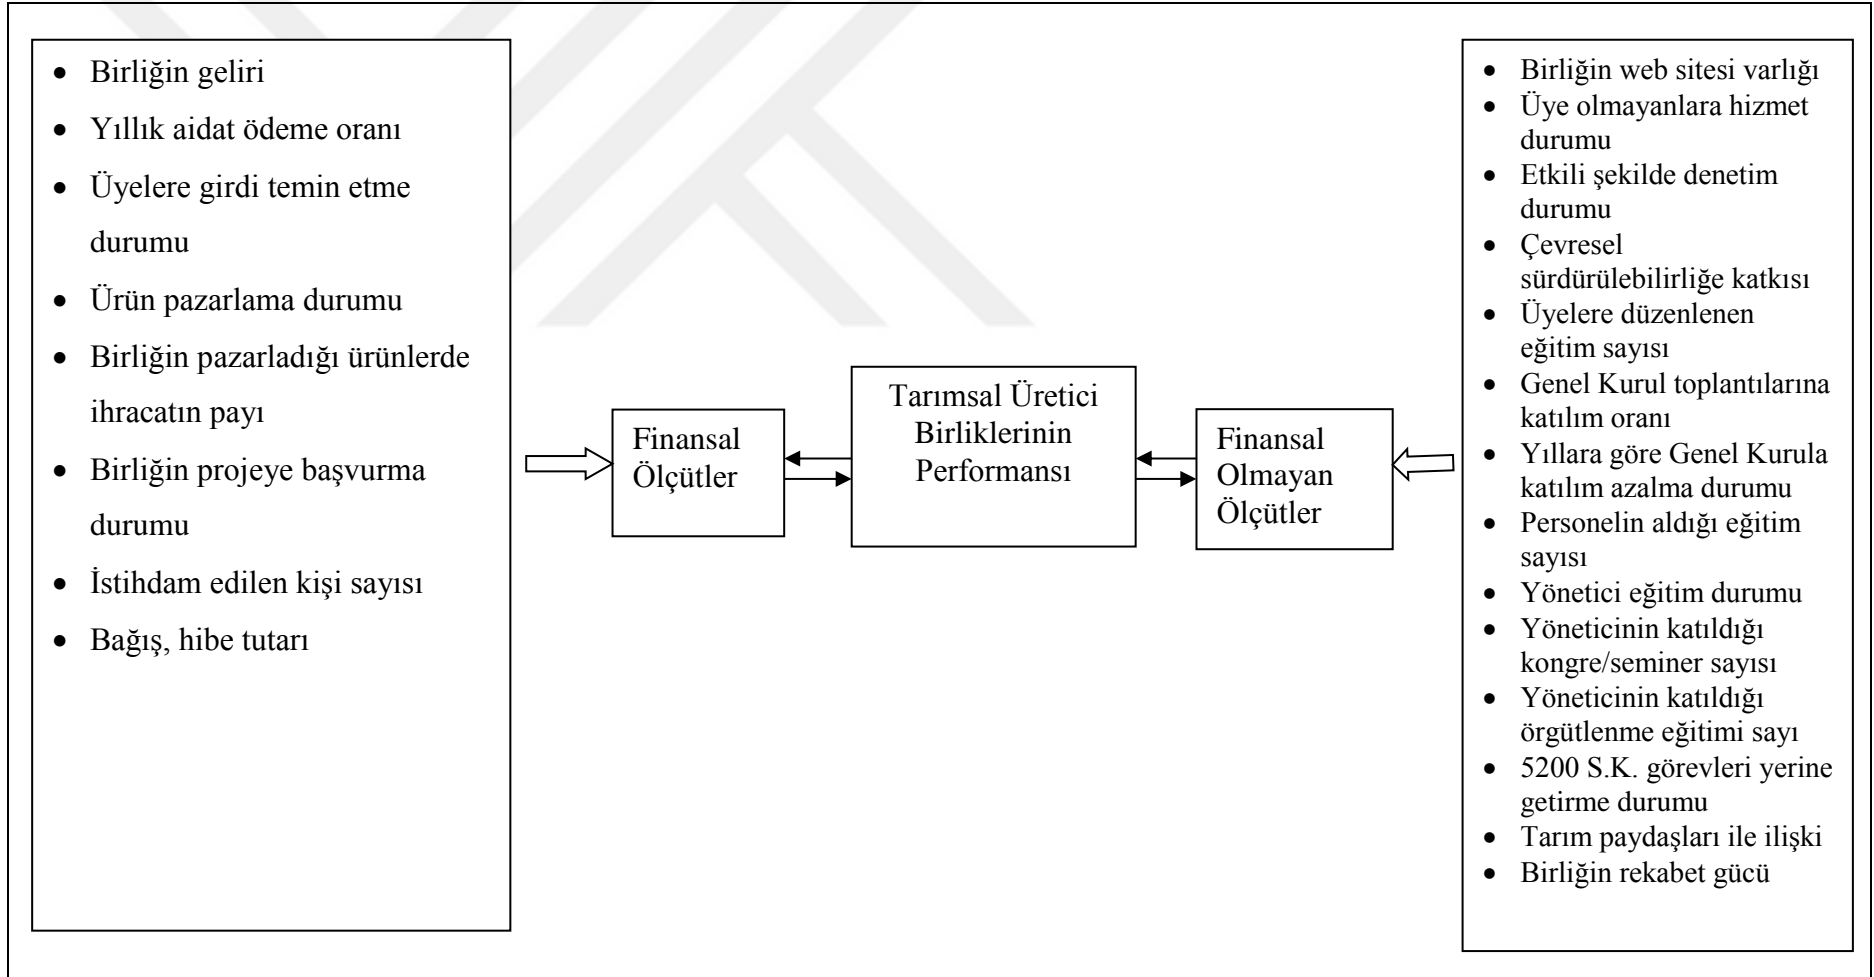 • Birliğin geliri
• Yıllık aidat ödeme oranı
• Üyelere girdi temin etme
durumu
• Ürün pazarlama durumu
• Birliğin pazarladığı ürünlerde
ihracatın payı
• Birliğin projeye başvurma
durumu
• İstihdam edilen kişi sayısı
• Bağış, hibe tutarı
Finansal
Ölçütler
Tarımsal Üretici
Birliklerinin
Performansı
Finansal
Olmayan
Ölçütler
• Birliğin web sitesi varlığı
• Üye olmayanlara hizmet
durumu
• Etkili şekilde denetim
durumu
• Çevresel
sürdürülebilirliğe katkısı
• Üyelere düzenlenen
eğitim sayısı
• Genel Kurul toplantılarına
katılım oranı
• Yıllara göre Genel Kurula
katılım azalma durumu
• Personelin aldığı eğitim
sayısı
• Yönetici eğitim durumu
• Yöneticinin katıldığı
kongre/seminer sayısı
• Yöneticinin katıldığı
örgütlenme eğitimi sayı
• 5200 S.K. görevleri yerine
getirme durumu
• Tarım paydaşları ile ilişki
• Birliğin rekabet gücü